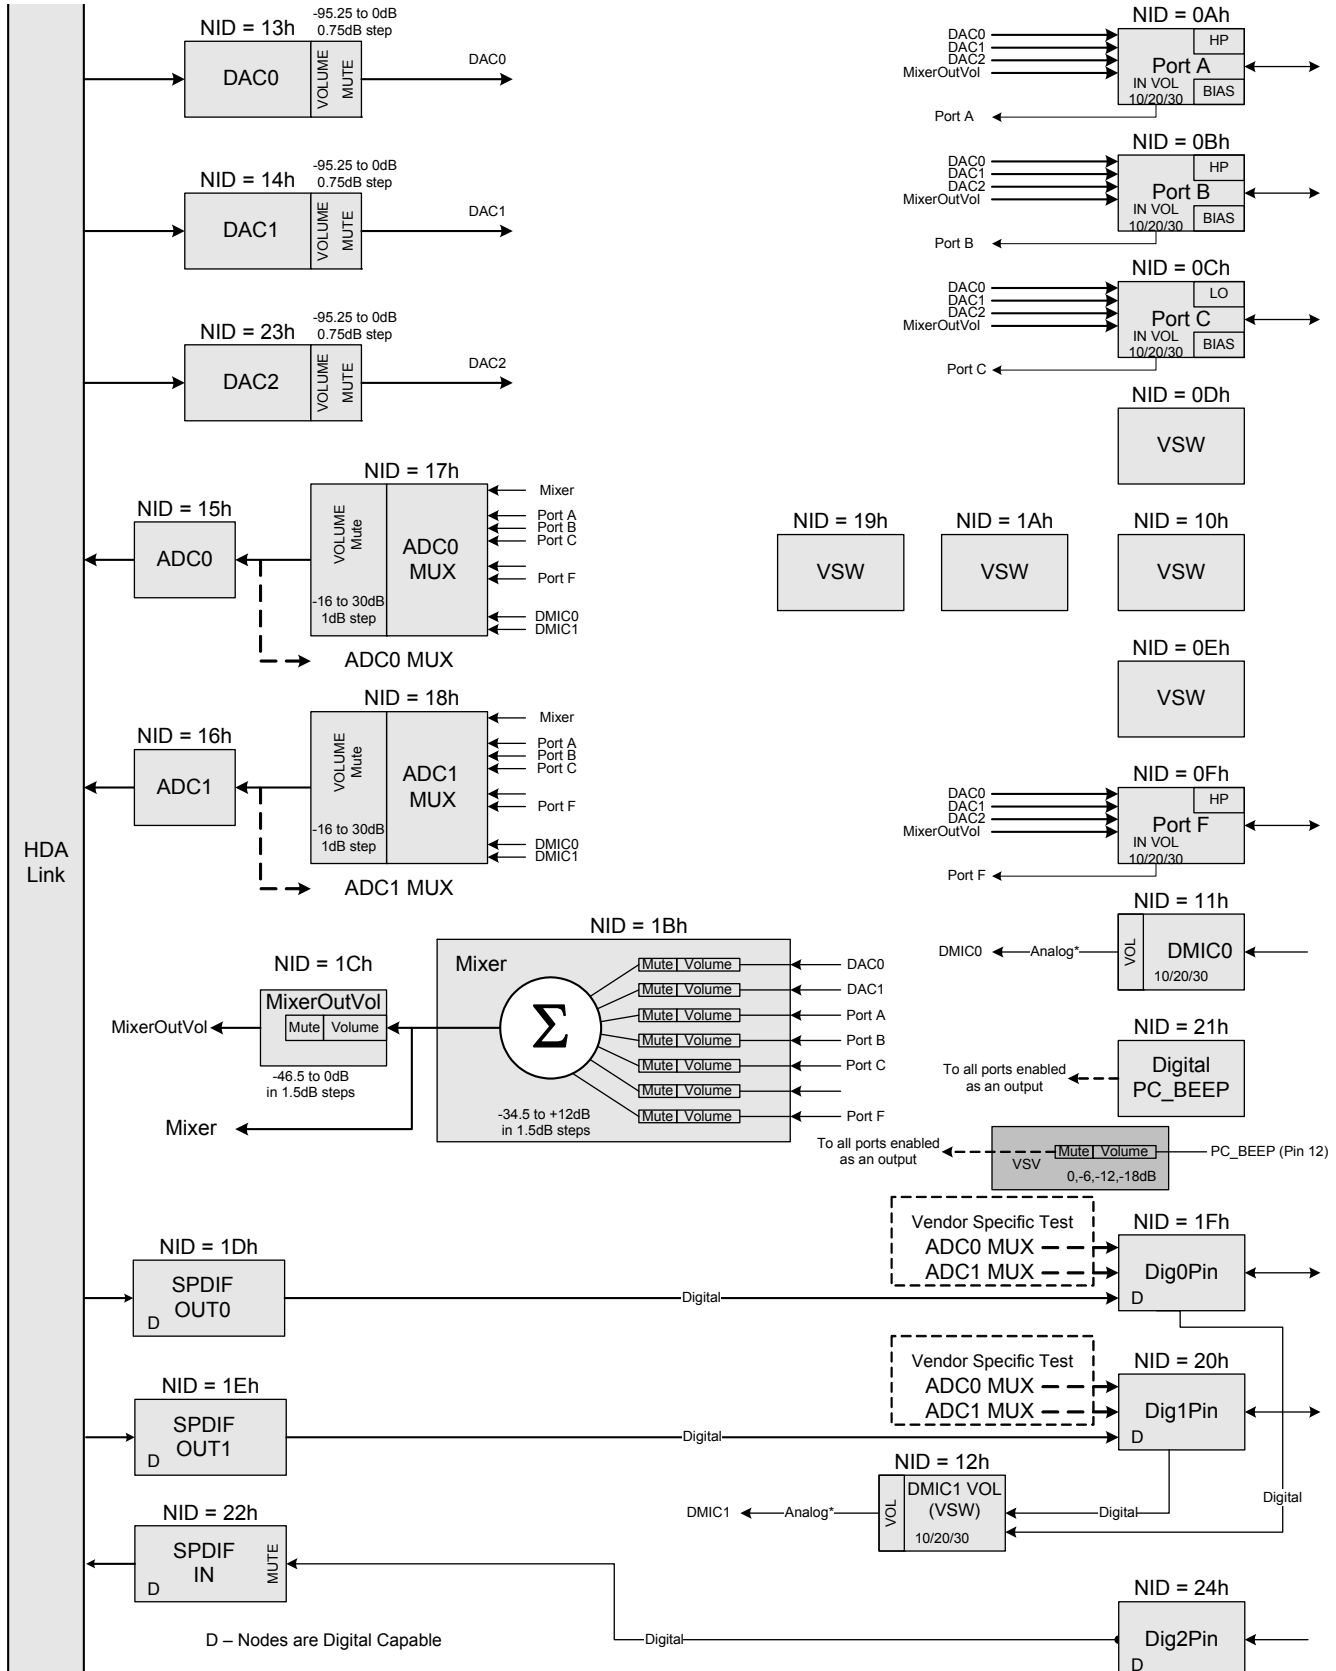 HDA
Link
NID = 13h
-95.25 to 0dB
0.75dB step
DAC0
VOLUME
MUTE
DAC0
NID = 14h
-95.25 to 0dB
0.75dB step
DAC1
VOLUME
MUTE
DAC1
NID = 23h
-95.25 to 0dB
0.75dB step
DAC2
VOLUME
MUTE
DAC2
NID = 17h
NID = 15h
ADC0
VOLUME
Mute
-16 to 30dB
1dB step
ADC0
MUX
Mixer
Port A
Port B
Port C
Port F
DMIC0
DMIC1
ADC0 MUX
NID = 18h
NID = 16h
ADC1
VOLUME
Mute
-16 to 30dB
1dB step
ADC1
MUX
Mixer
Port A
Port B
Port C
Port F
DMIC0
DMIC1
ADC1 MUX
NID = 1Bh
Mixer
Σ
Mute Volume
Mute Volume
Mute Volume
Mute Volume
Mute Volume
Mute Volume
Mute Volume
DAC0
DAC1
Port A
Port B
Port C
Port F
-34.5 to +12dB
in 1.5dB steps
NID = 1Ch
MixerOutVol
Mute Volume
-46.5 to 0dB
in 1.5dB steps
MixerOutVol
Mixer
NID = 0Ah
DAC0
DAC1
DAC2
MixerOutVol
HP
Port A
IN VOL
10/20/30
BIAS
Port A
NID = 0Bh
DAC0
DAC1
DAC2
MixerOutVol
HP
Port B
IN VOL
10/20/30
BIAS
Port B
NID = 0Ch
DAC0
DAC1
DAC2
MixerOutVol
LO
Port C
IN VOL
10/20/30
BIAS
Port C
NID = 0Dh
VSW
NID = 19h
VSW
NID = 1Ah
VSW
NID = 10h
VSW
NID = 0Eh
VSW
NID = 0Fh
DAC0
DAC1
DAC2
MixerOutVol
HP
Port F
IN VOL
10/20/30
Port F
NID = 11h
DMIC0
Analog*
VOL
DMIC0
10/20/30
NID = 21h
To all ports enabled
as an output
Digital
PC_BEEP
To all ports enabled
as an output
VSV
Mute Volume
0,-6,-12,-18dB
PC_BEEP (Pin 12)
NID = 1Dh
SPDIF
OUT0
D
Digital
Vendor Specific Test
ADC0 MUX
ADC1 MUX
NID = 1Fh
Dig0Pin
D
NID = 1Eh
SPDIF
OUT1
D
Digital
Vendor Specific Test
ADC0 MUX
ADC1 MUX
NID = 20h
Dig1Pin
D
NID = 12h
DMIC1
Analog*
VOL
DMIC1 VOL
(VSW)
10/20/30
Digital
Digital
NID = 22h
SPDIF
IN
D
MUTE
Digital
NID = 24h
Dig2Pin
D
D – Nodes are Digital Capable